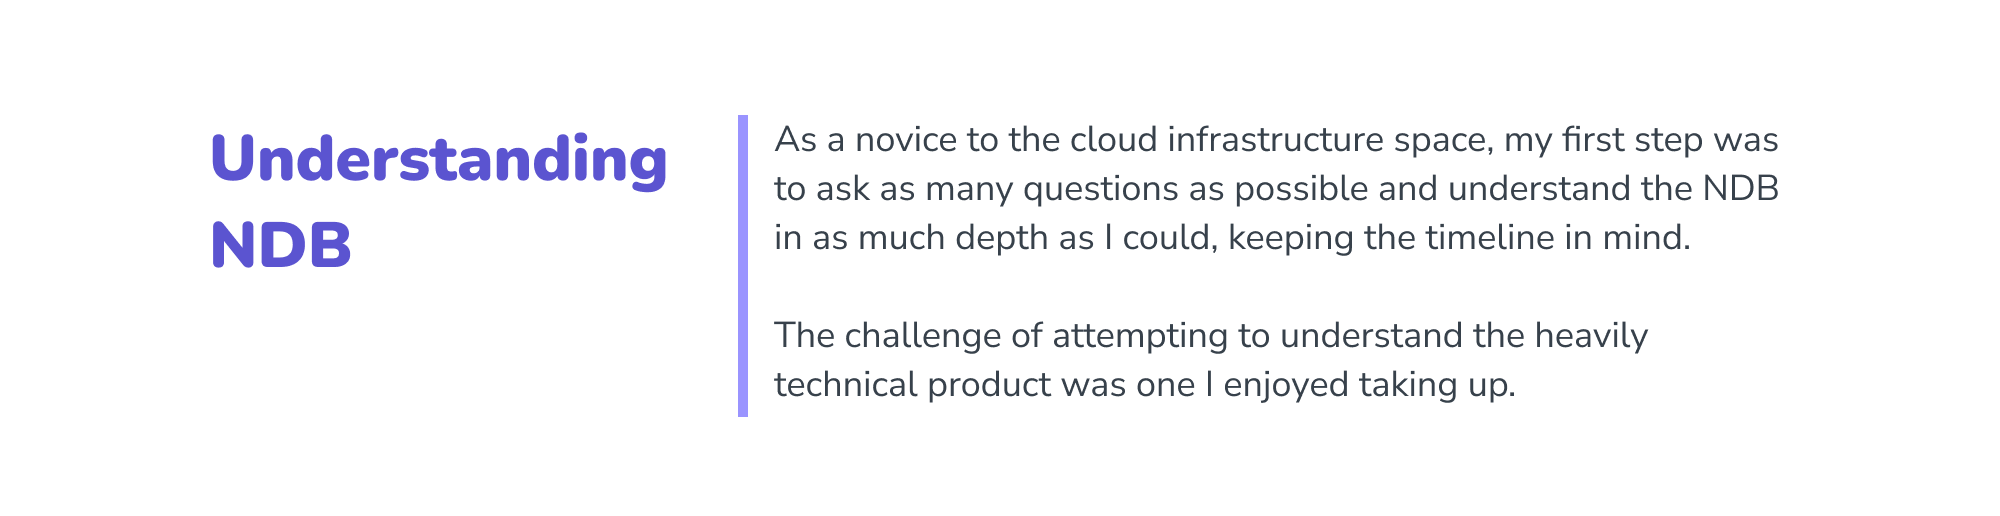 Understanding
NDB
As a novice to the cloud infrastructure space, my first step was
to ask as many questions as possible and understand the NDB
in as much depth as I could, keeping the timeline in mind.
The challenge of attempting to understand the heavily
technical product was one I enjoyed taking up.